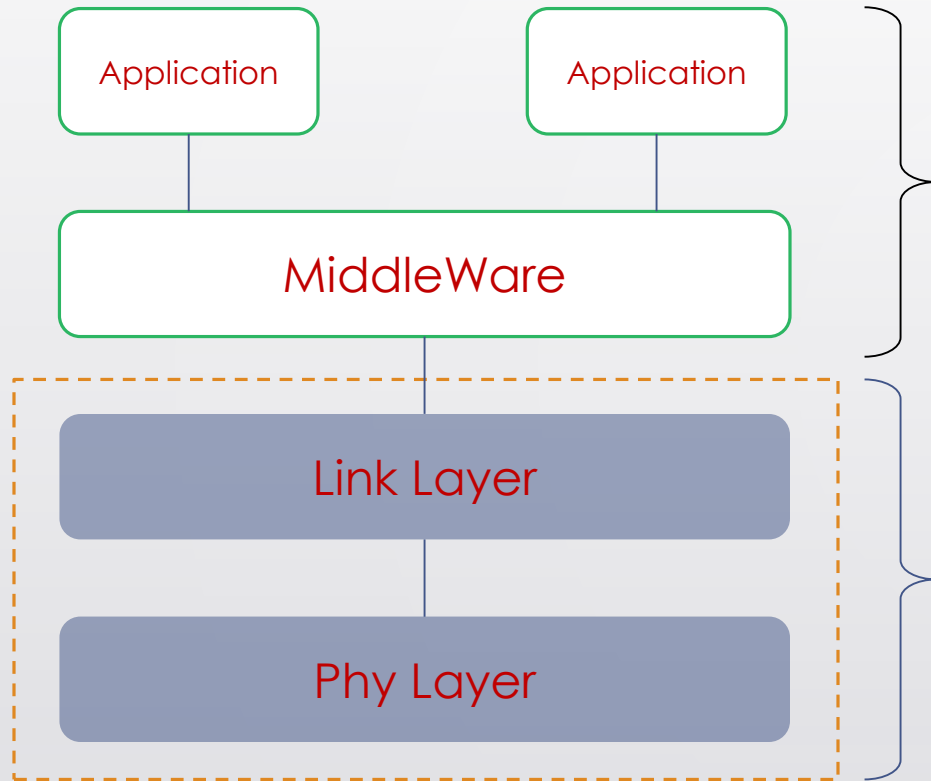 Application
Application
MiddleWare
Link Layer
Phy Layer